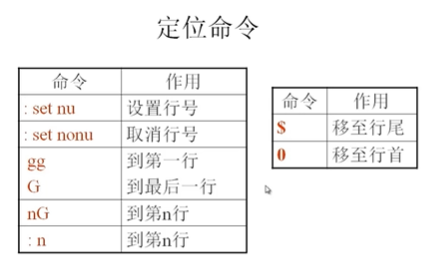 定位命令
命令 作用
: set nu 设置行号
: set nonu 取消行号
gg 到第一行
G 到最后一行
nG 到第n行
: n 到第n行
命令 作用
$ 移至行尾
0 移至行首